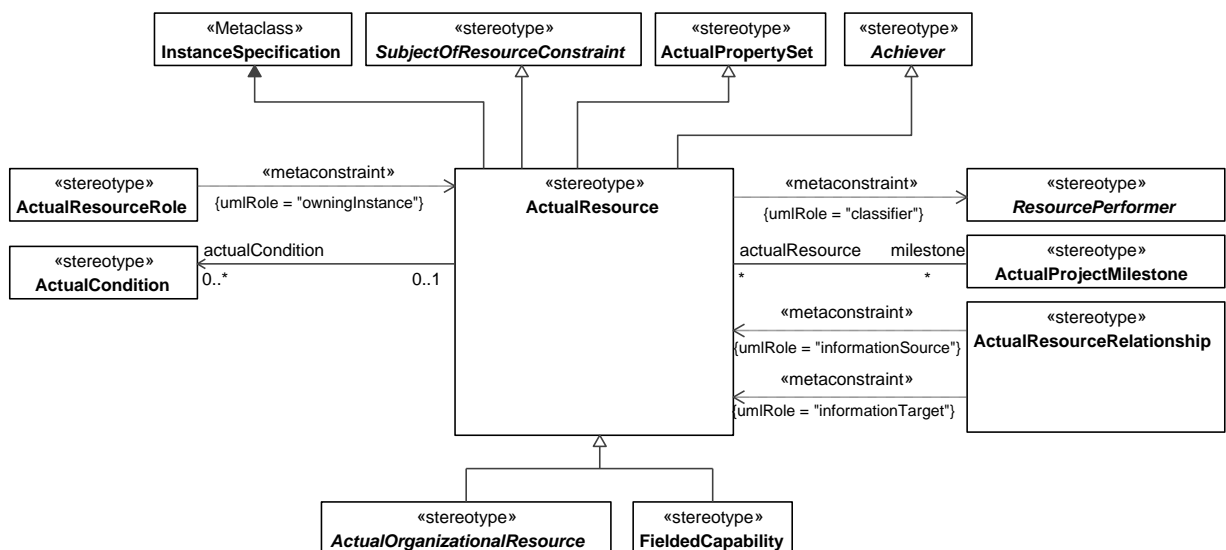 «Metaclass»
InstanceSpecification
«stereotype»
SubjectOfResourceConstraint
«stereotype»
ActualPropertySet
«stereotype»
Achiever
«stereotype»
ActualResourceRole
«metaconstraint»
{umlRole = "owningInstance"}
«stereotype»
ActualResource
«metaconstraint»
{umlRole = "classifier"}
«stereotype»
ResourcePerformer
«stereotype»
ActualCondition
actualCondition
0..*
0..1
actualResource
milestone
*
*
«stereotype»
ActualProjectMilestone
«metaconstraint»
{umlRole = "informationSource"}
«metaconstraint»
{umlRole = "informationTarget"}
«stereotype»
ActualResourceRelationship
«stereotype»
ActualOrganizationalResource
«stereotype»
FieldedCapability